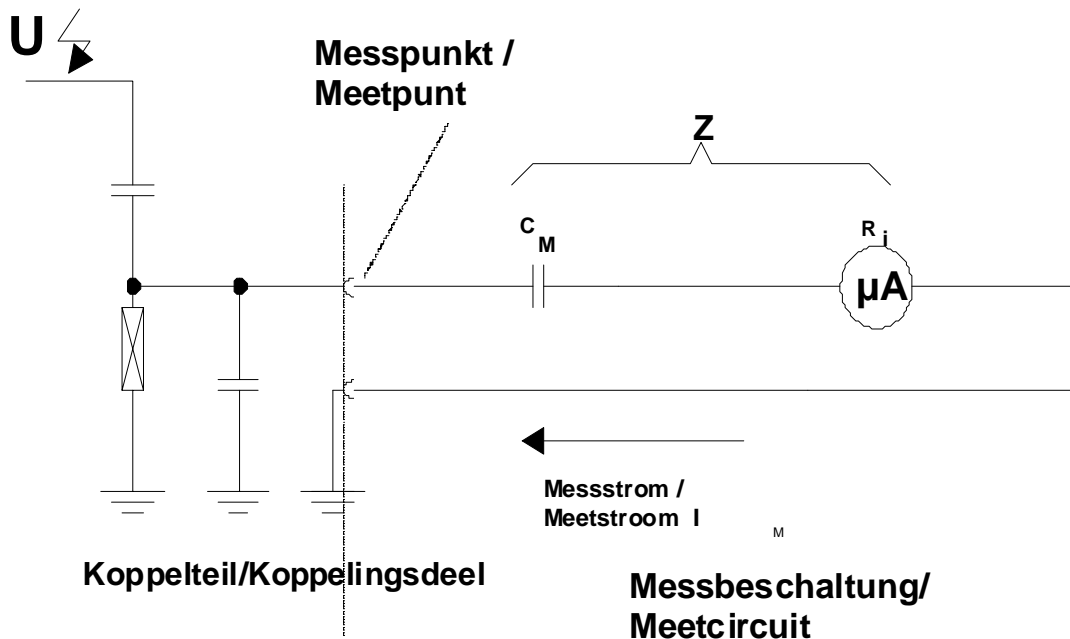 U
Messpunkt /
Meetpunt
Z
C M
R i
µA
Messstrom /
Meetstroom I M
Koppelteil/Koppelingsdeel
Messbeschaltung/
Meetcircuit